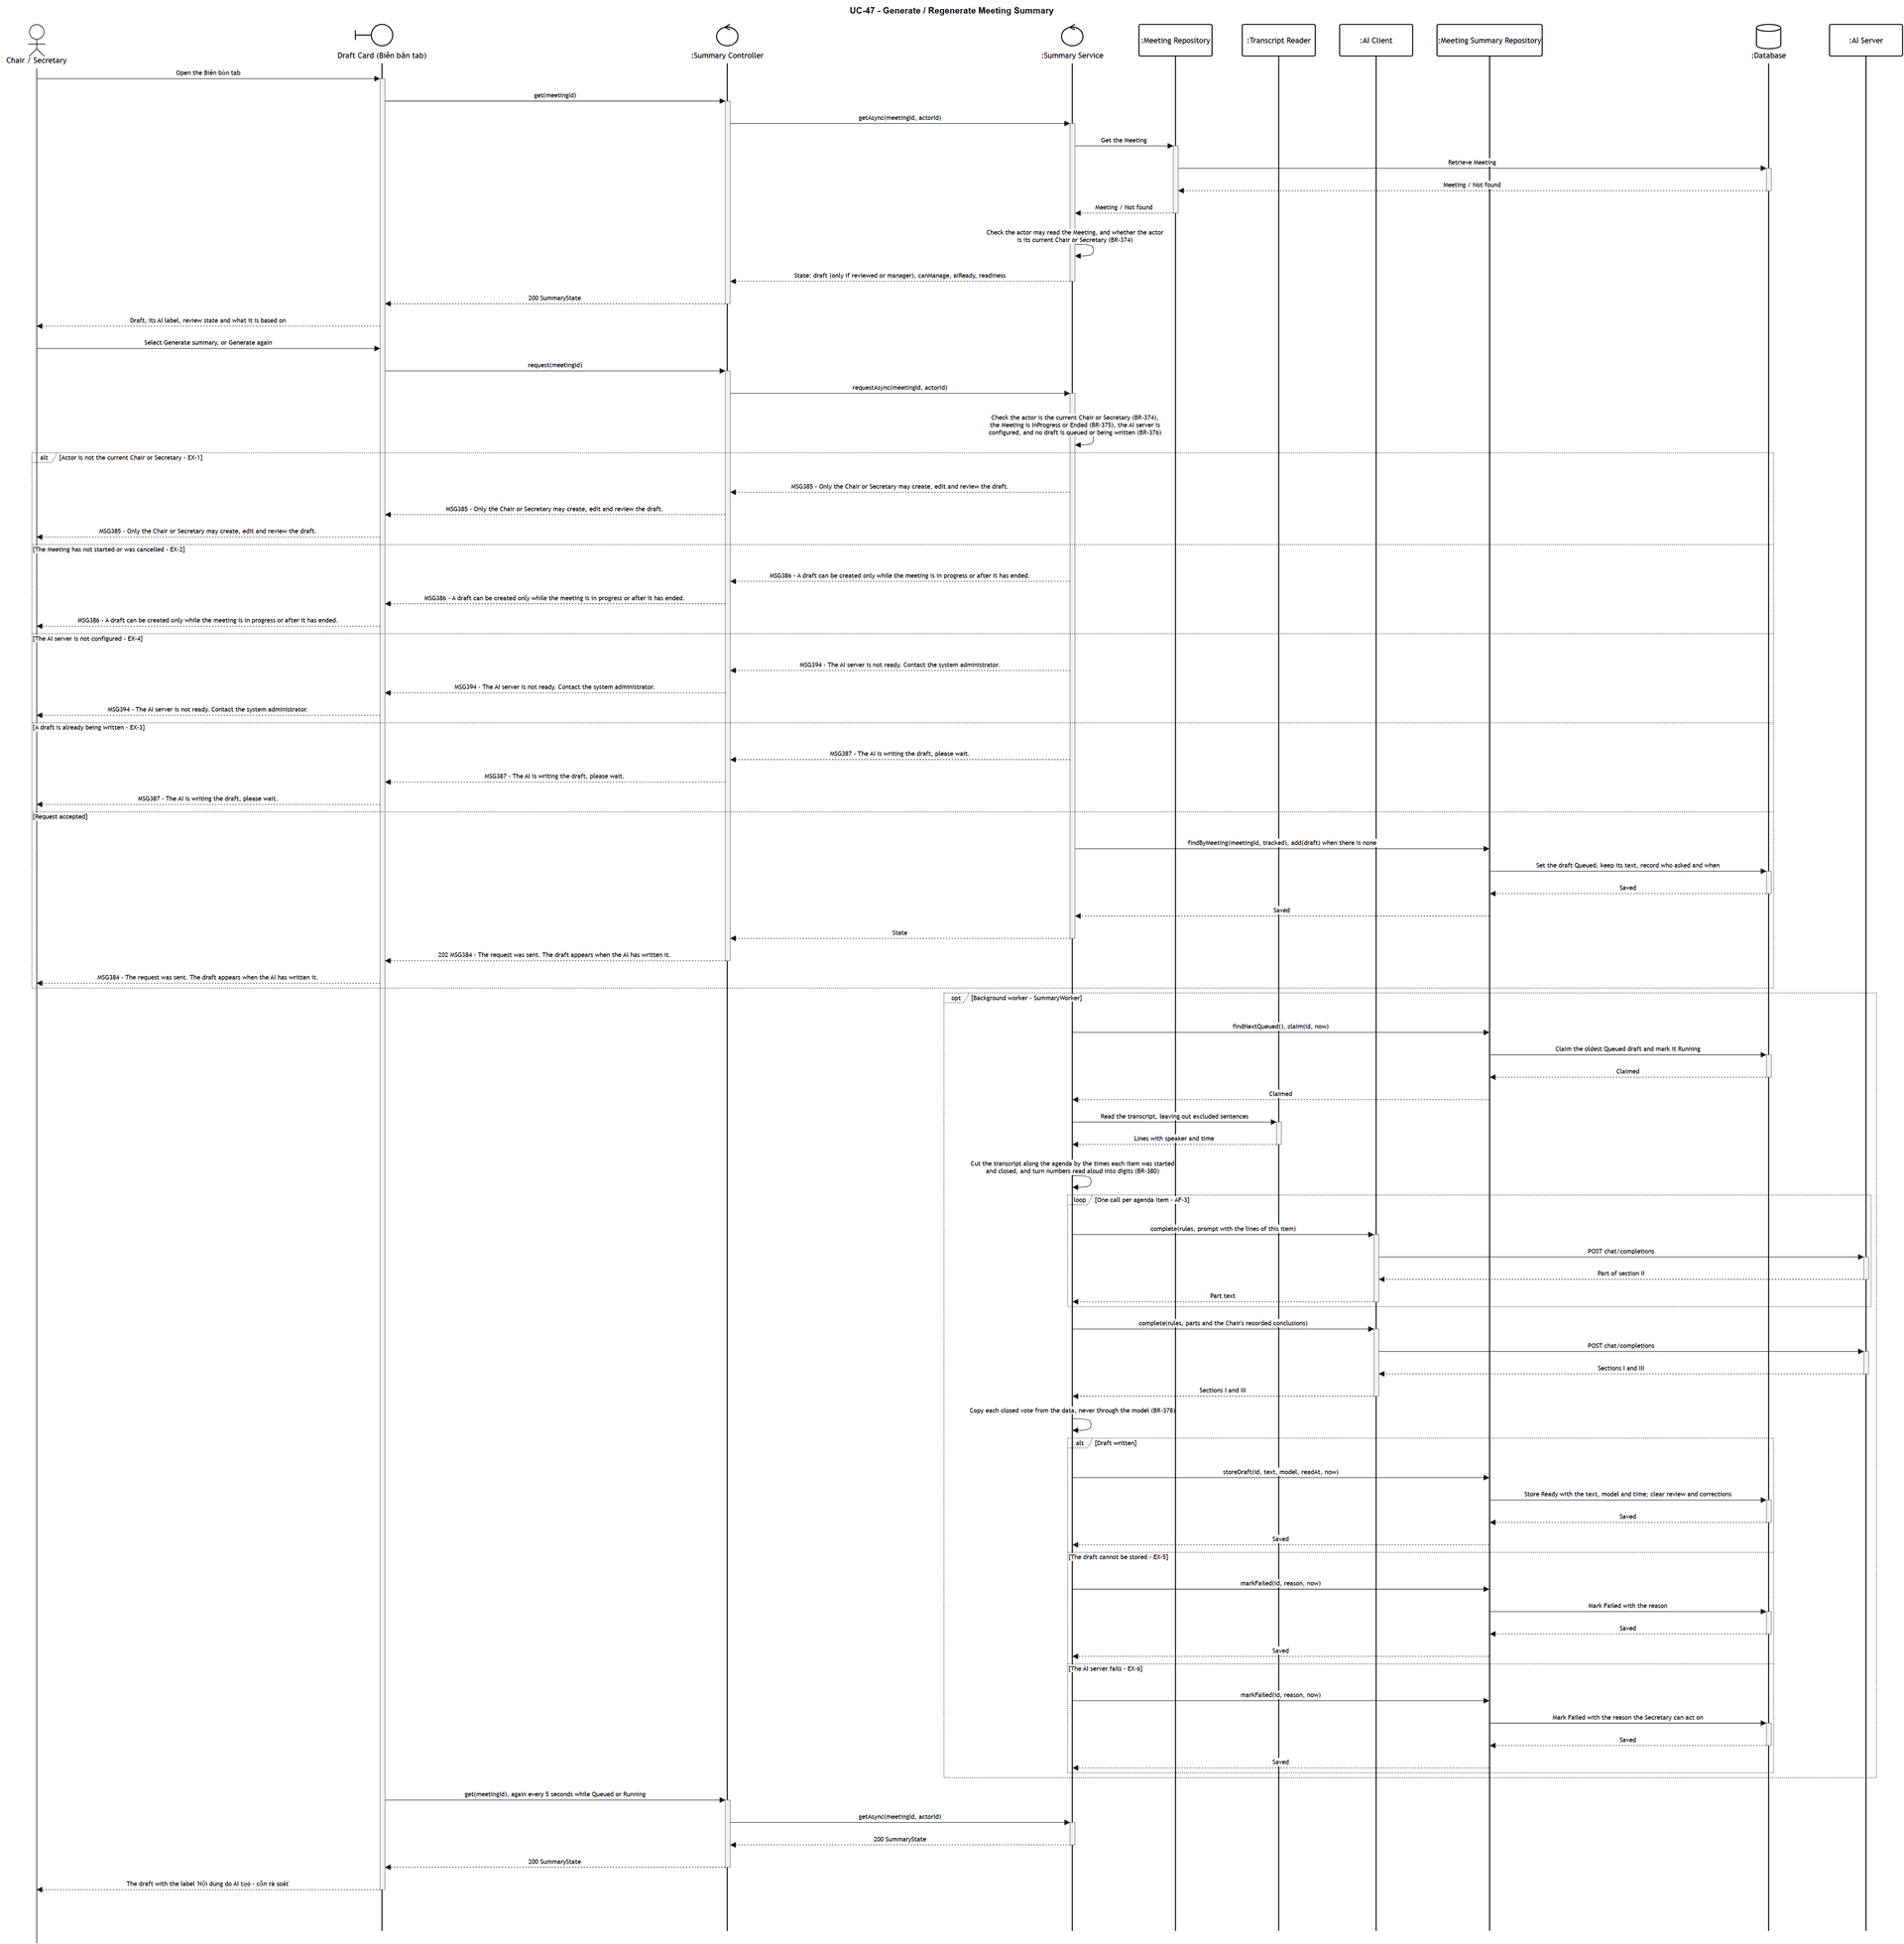 UC-47 - Generate / Regenerate Meeting Summary
Chair / Secretary
Draft Card (Biên bản tab)
:Summary Controller
:Summary Service
:Meeting Repository
:Transcript Reader
:AI Client
:Meeting Summary Repository
:Database
:AI Server
Open the Biên bản tab
get(meetingId)
getAsync(meetingId, actorId)
Get the Meeting
Retrieve Meeting
Meeting / Not found
Meeting / Not found
Check the actor may read the Meeting, and whether the actor
is its current Chair or Secretary (BR-374)
State: draft (only if reviewed or manager), canManage, aiReady, readiness
200 SummaryState
Draft, its AI label, review state and what it is based on
Select Generate summary, or Generate again
request(meetingId)
requestAsync(meetingId, actorId)
Check the actor is the current Chair or Secretary (BR-374),
the Meeting is InProgress or Ended (BR-375), the AI server is
configured, and no draft is queued or being written (BR-376)
alt [Actor is not the current Chair or Secretary - EX-1]
MSG385 - Only the Chair or Secretary may create, edit and review the draft.
MSG385 - Only the Chair or Secretary may create, edit and review the draft.
MSG385 - Only the Chair or Secretary may create, edit and review the draft.
[The Meeting has not started or was cancelled - EX-2]
MSG386 - A draft can be created only while the meeting is in progress or after it has ended.
MSG386 - A draft can be created only while the meeting is in progress or after it has ended.
MSG386 - A draft can be created only while the meeting is in progress or after it has ended.
[The AI server is not configured - EX-4]
MSG394 - The AI server is not ready. Contact the system administrator.
MSG394 - The AI server is not ready. Contact the system administrator.
MSG394 - The AI server is not ready. Contact the system administrator.
[A draft is already being written - EX-3]
MSG387 - The AI is writing the draft, please wait.
MSG387 - The AI is writing the draft, please wait.
MSG387 - The AI is writing the draft, please wait.
[Request accepted]
findByMeeting(meetingId, tracked), add(draft) when there is none
Set the draft Queued, keep its text, record who asked and when
Saved
Saved
State
202 MSG384 - The request was sent. The draft appears when the AI has written it.
MSG384 - The request was sent. The draft appears when the AI has written it.
opt [Background worker - SummaryWorker]
findNextQueued(), claim(id, now)
Claim the oldest Queued draft and mark it Running
Claimed
Claimed
Read the transcript, leaving out excluded sentences
Lines with speaker and time
Cut the transcript along the agenda by the times each item was started
and closed, and turn numbers read aloud into digits (BR-380)
loop [One call per agenda item - AF-3]
complete(rules, prompt with the lines of this item)
POST chat/completions
Part of section II
Part text
complete(rules, parts and the Chair's recorded conclusions)
POST chat/completions
Sections I and III
Sections I and III
Copy each closed vote from the data, never through the model (BR-378)
alt [Draft written]
storeDraft(id, text, model, readAt, now)
Store Ready with the text, model and time; clear review and corrections
Saved
Saved
[The draft cannot be stored - EX-5]
markFailed(id, reason, now)
Mark Failed with the reason
Saved
Saved
[The AI server fails - EX-6]
markFailed(id, reason, now)
Mark Failed with the reason the Secretary can act on
Saved
Saved
get(meetingId), again every 5 seconds while Queued or Running
getAsync(meetingId, actorId)
200 SummaryState
200 SummaryState
The draft with the label 'Nội dung do AI tạo - cần rà soát'